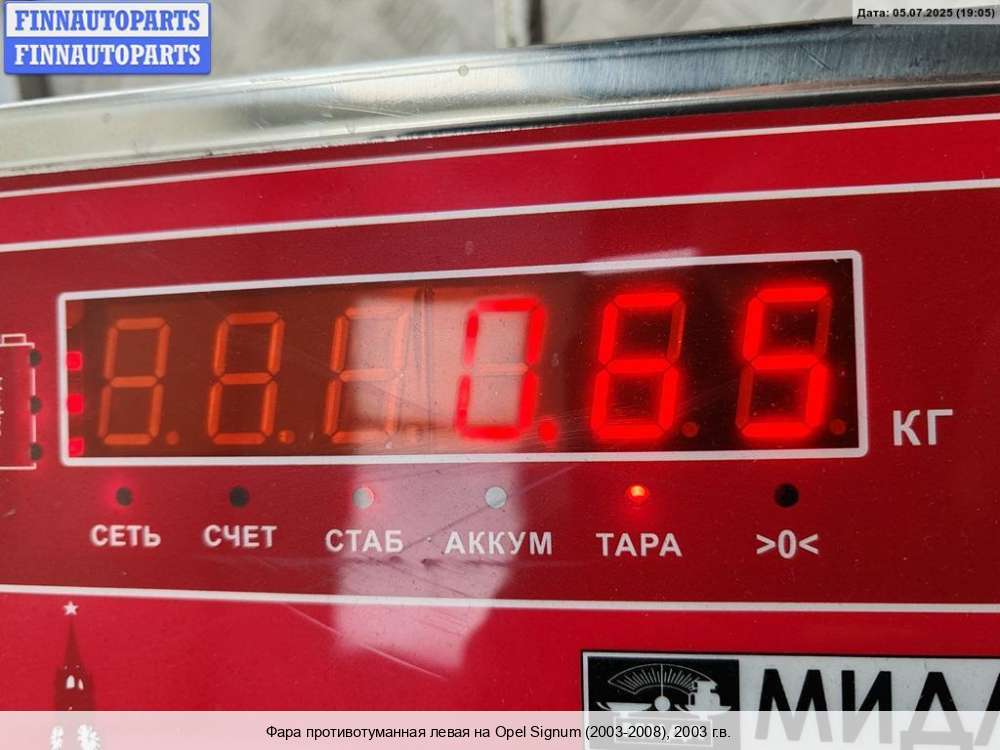 FINNAUTOPARTS
FINNAUTOPARTS
Дата: 05.07.2025 (19:05)
0.65
КГ
СЕТЬ СЧЕТ СТАБ АККУМ ТАРА >0<
МИД
Фара противотуманная левая на Opel Signum (2003-2008), 2003 г.в.